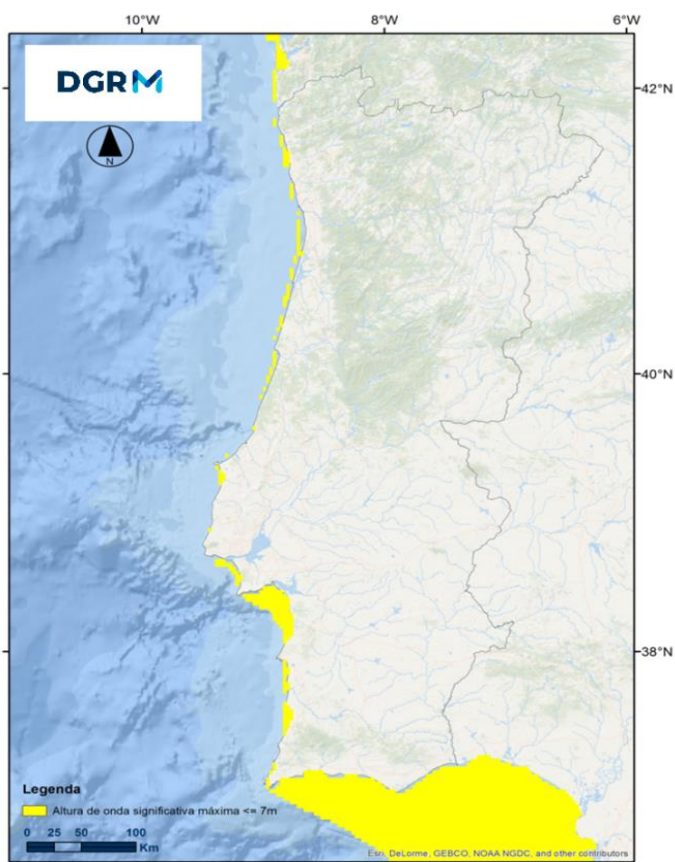 10°W 8°W 6°W
DGRM
42°N
N
40°N
38°N
Legenda
Altura de onda significativa máxima <= 7m
0 25 50 100
Km
Esri, DeLorme, GEBCO, NOAA NGDC, and other contributors